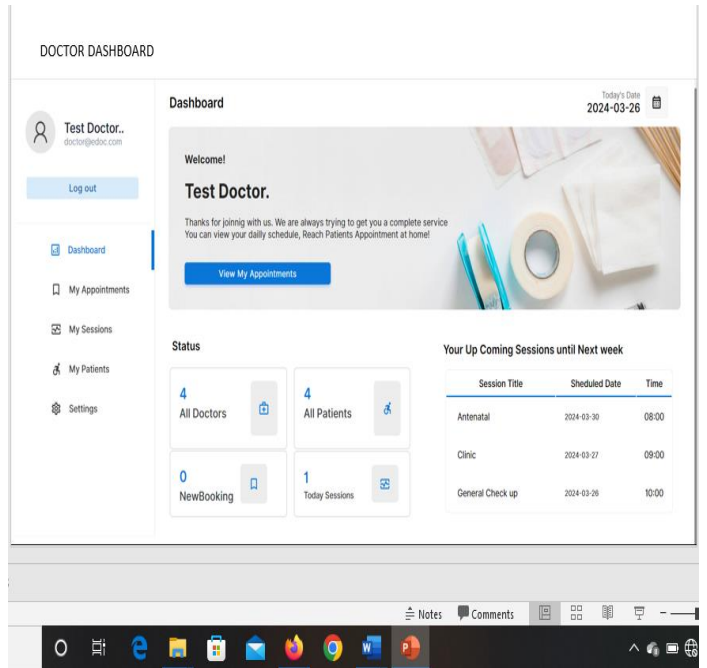 DOCTOR DASHBOARD
Test Doctor..
doctor@edoc.com
Log out
Dashboard
My Appointments
My Sessions
My Patients
Settings
Dashboard
Today's Date
2024-03-26
Welcome!
Test Doctor.
Thanks for joinnig with us. We are always trying to get you a complete service
You can view your dailly schedule, Reach Patients Appointment at home!
View My Appointments
Status
4
All Doctors
4
All Patients
0
NewBooking
1
Today Sessions
Your Up Coming Sessions until Next week
Session Title Sheduled Date Time
Antenatal 2024-03-30 08:00
Clinic 2024-03-27 09:00
General Check up 2024-03-26 10:00
Notes Comments